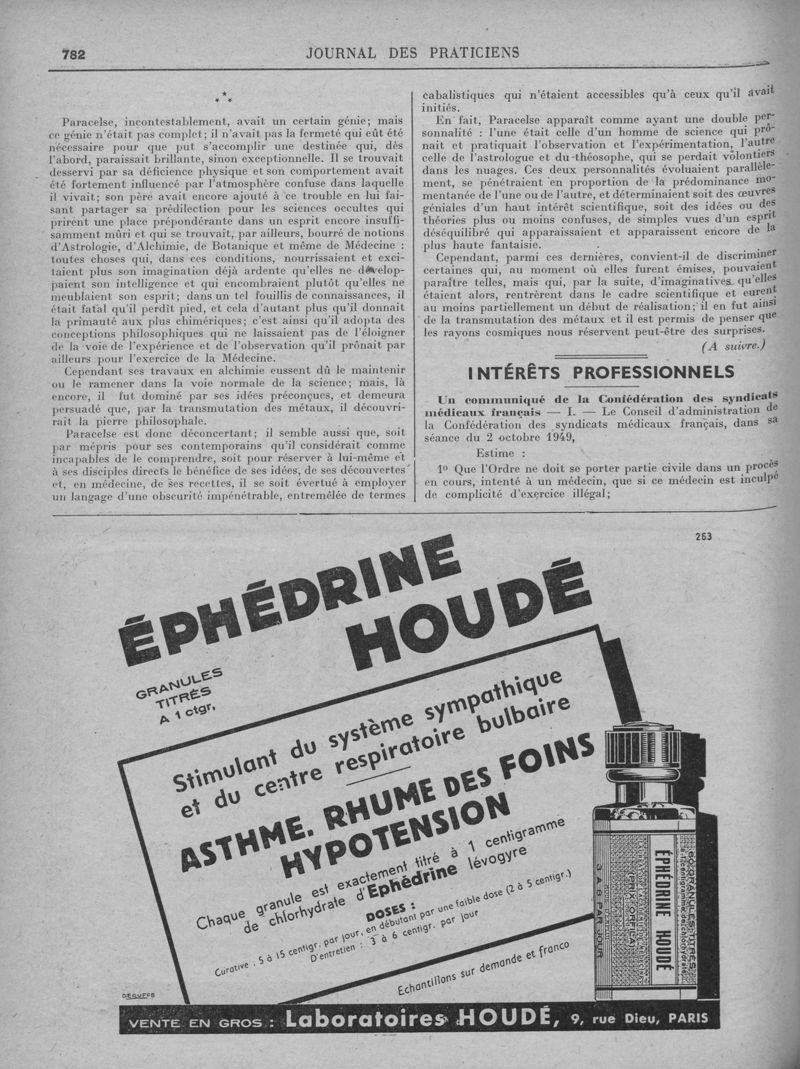 782
JOURNAL DES PRATICIENS
* * *
Paracelse, incontestablement, avait un certain génie; mais
ce génie n'était pas complet; il n'avait pas la fermeté qui eût été
nécessaire pour que put s'accomplir une destinée qui, dès
l'abord, paraissait brillante, sinon exceptionnelle. Il se trouvait
desservi par sa déficience physique et son comportement avait
été fortement influencé par l'atmosphère confuse dans laquelle
il vivait; son père avait encore ajouté à ce trouble en lui fai-
sant partager sa prédilection pour les sciences occultes qui
prirent une place prépondérante dans un esprit encore insuffi-
samment mûri et qui se trouvait, par ailleurs, bourré de notions
d'Astrologie, d'Alchimie, de Botanique et même de Médecine :
toutes choses qui, dans ces conditions, nourrissaient et exci-
taient plus son imagination déjà ardente qu'elles ne dévelop-
paient son intelligence et qui encombraient plutôt qu'elles ne
meublaient son esprit; dans un tel fouillis de connaissances, il
était fatal qu'il perdit pied, et cela d'autant plus qu'il donnait
la primauté aux plus chimériques; c'est ainsi qu'il adopta des
conceptions philosophiques qui ne laissaient pas de l'éloigner
de la voie de l'expérience et de l'observation qu'il prônait par
ailleurs pour l'exercice de la Médecine.
Cependant ses travaux en alchimie eussent dû le maintenir
ou le ramener dans la voie normale de la science; mais, là
encore, il fut dominé par ses idées préconçues, et demeura
persuadé que, par la transmutation des métaux, il découvri-
rait la pierre philosophale.
Paracelse est donc déconcertant; il semble aussi que, soit
par mépris pour ses contemporains qu'il considérait comme
incapables de le comprendre, soit pour réserver à lui-même et
à ses disciples directs le bénéfice de ses idées, de ses découvertes
et, en médecine, de ses recettes, il se soit évertué à employer
un langage d'une obscurité impénétrable, entremêlée de termes
cabalistiques qui n'étaient accessibles qu'à ceux qu'il avait
initiés.
En fait, Paracelse apparaît comme ayant une double per-
sonnalité : l'une était celle d'un homme de science qui prô-
nait et pratiquait l'observation et l'expérimentation, l'autre
celle de l'astrologue et du théosophe, qui se perdait volontiers
dans les nuages. Ces deux personnalités évoluaient parallèle-
ment, se pénétraient en proportion de la prédominance mo-
mentanée de l'une ou de l'autre, et déterminaient soit des œuvres
géniales d'un haut intérêt scientifique, soit des idées ou des
théories plus ou moins confuses, de simples vues d'un esprit
déséquilibré qui apparaissaient et apparaissent encore de la
plus haute fantaisie.
Cependant, parmi ces dernières, convient-il de discriminer
certaines qui, au moment où elles furent émises, pouvaient
paraître telles, mais qui, par la suite, d'imaginatives qu'elles
étaient alors, rentrèrent dans le cadre scientifique et eurent
au moins partiellement un début de réalisation; il en fut ainsi
de la transmutation des métaux et il est permis de penser que
les rayons cosmiques nous réservent peut-être des surprises.
(A suivre.)
INTÉRÊTS PROFESSIONNELS
Un communiqué de la Confédération des syndicats
médicaux français — I. — Le Conseil d'administration de
la Confédération des syndicats médicaux français, dans sa
séance du 2 octobre 1949,
Estime :
1º Que l'Ordre ne doit se porter partie civile dans un procès
en cours, intenté à un médecin, que si ce médecin est inculpé
de complicité d'exercice illégal;
263
ÉPHÉDRINE
HOUDÉ
GRANULES
TITRÉS
A 1 ctgr.
Stimulant du système sympathique
et du centre respiratoire bulbaire
ASTHME. RHUME DES FOINS
HYPOTENSION
Chaque granule est exactement titré à 1 centigramme
de chlorhydrate d'Éphédrine lévogyre
DOSES :
Curative . 5 à 15 centigr. par jour, en débutant par une faible dose (2 à 5 centigr.)
D'entretien : 3 à 6 centigr. par jour
Echantillons sur demande et franco
60 GRANULES TITRÉS
ÉPHÉDRINE HOUDÉ
3 A 6 PAR JOUR
DEQUFFE
VENTE EN GROS : Laboratoires HOUDÉ, 9, rue Dieu, PARIS